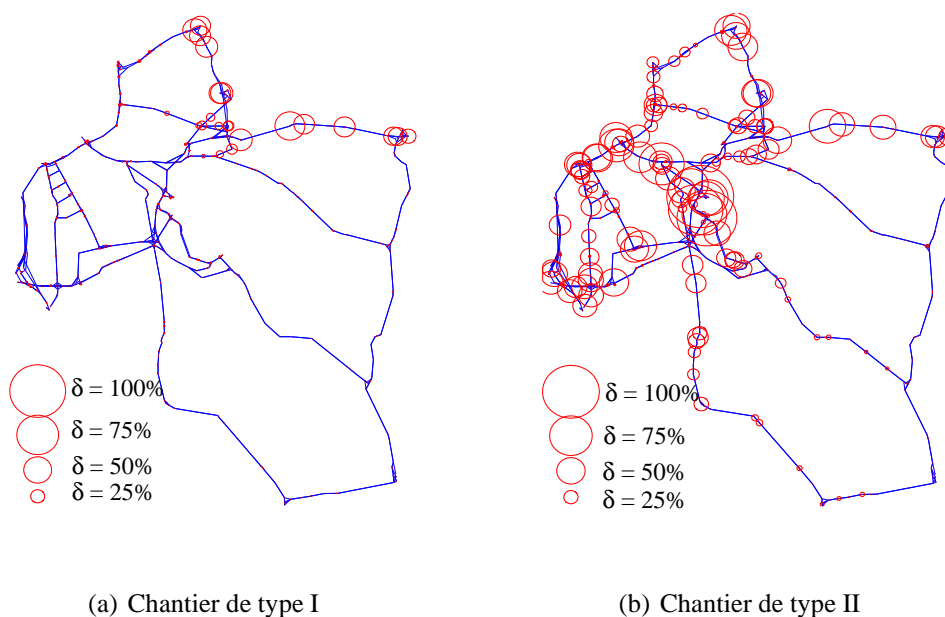 δ = 100%
δ = 75%
δ = 50%
δ = 25%
δ = 100%
δ = 75%
δ = 50%
δ = 25%
(a) Chantier de type I
(b) Chantier de type II